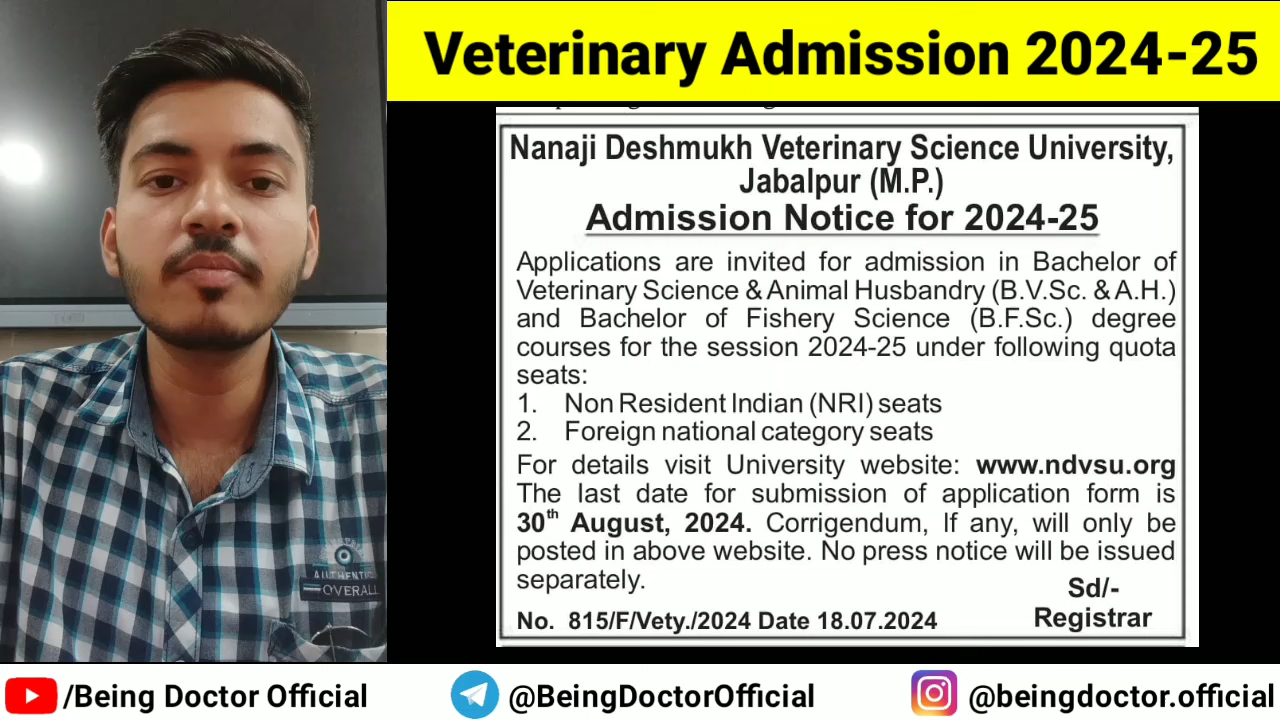 Veterinary Admission 2024-25
Nanaji Deshmukh Veterinary Science University,
Jabalpur (M.P.)
Admission Notice for 2024-25
Applications are invited for admission in Bachelor of
Veterinary Science & Animal Husbandry (B.V.Sc. & A.H.)
and Bachelor of Fishery Science (B.F.Sc.) degree
courses for the session 2024-25 under following quota
seats:
1. Non Resident Indian (NRI) seats
2. Foreign national category seats
For details visit University website: www.ndvsu.org
The last date for submission of application form is
30th August, 2024. Corrigendum, If any, will only be
posted in above website. No press notice will be issued
separately.
Sd/-
Registrar
No. 815/F/Vety./2024 Date 18.07.2024
OVERALL
/Being Doctor Official
@BeingDoctorOfficial
@beingdoctor.official